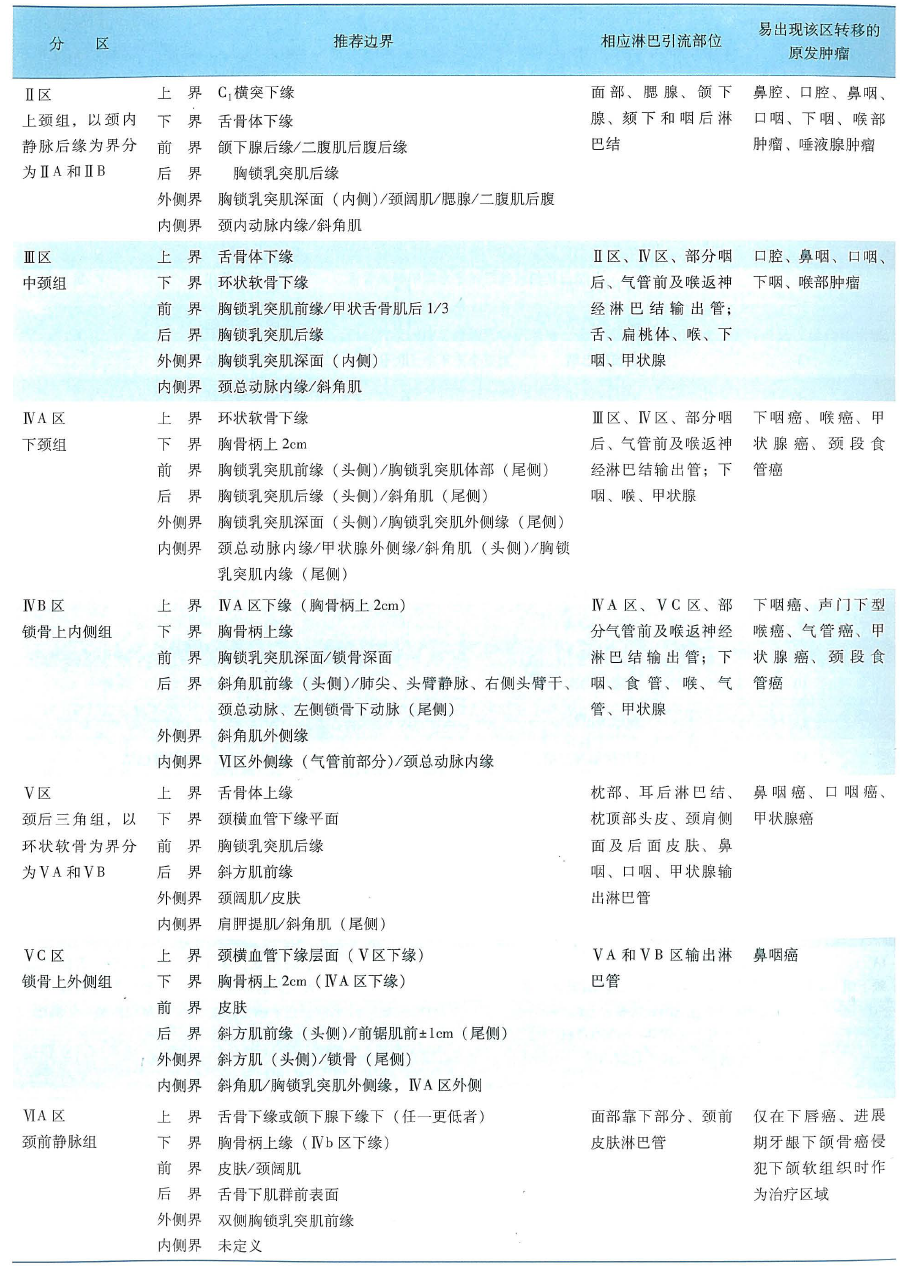 分　区　推荐边界　相应淋巴引流部位　易出现该区转移的
原发肿瘤
Ⅱ区　上　界　C1横突下缘　面部、腮腺、颌下　鼻腔、口腔、鼻咽、
上颈组，以颈内　下　界　舌骨体下缘　腺、颏下和咽后淋　口咽、下咽、喉部
静脉后缘为界分　前　界　颌下腺后缘/二腹肌后腹后缘　巴结　肿瘤、唾液腺肿瘤
为ⅡA和ⅡB　后　界　胸锁乳突肌后缘
外侧界　胸锁乳突肌深面（内侧）/颈阔肌/腮腺/二腹肌后腹
内侧界　颈内动脉内缘/斜角肌
Ⅲ区　上　界　舌骨体下缘　Ⅱ区、Ⅳ区、部分咽　口腔、鼻咽、口咽、
中颈组　下　界　环状软骨下缘　后、气管前及喉返神　下咽、喉部肿瘤
前　界　胸锁乳突肌前缘/甲状舌骨肌后1/3　经淋巴结输出管；
后　界　胸锁乳突肌后缘　舌、扁桃体、喉、下
外侧界　胸锁乳突肌深面（内侧）　咽、甲状腺
内侧界　颈总动脉内缘/斜角肌
ⅣA区　上　界　环状软骨下缘　Ⅲ区、Ⅳ区、部分咽　下咽癌、喉癌、甲
下颈组　下　界　胸骨柄上2cm　后、气管前及喉返神　状腺癌、颈段食
前　界　胸锁乳突肌前缘（头侧）/胸锁乳突肌体部（尾侧）　经淋巴结输出管；下　管癌
后　界　胸锁乳突肌后缘（头侧）/斜角肌（尾侧）　咽、喉、甲状腺
外侧界　胸锁乳突肌深面（头侧）/胸锁乳突肌外侧缘（尾侧）
内侧界　颈总动脉内缘/甲状腺外侧缘/斜角肌（头侧）/胸锁
乳突肌内缘（尾侧）
ⅣB区　上　界　ⅣA区下缘（胸骨柄上2cm）　ⅣA区、ⅤC区、部　下咽癌、声门下型
锁骨上内侧组　下　界　胸骨柄上缘　分气管前及喉返神经　喉癌、气管癌、甲
前　界　胸锁乳突肌深面/锁骨深面　淋巴结输出管；下　状腺癌、颈段食
后　界　斜角肌前缘（头侧）/肺尖、头臂静脉、右侧头臂干、　咽、食管、喉、气　管癌
颈总动脉、左侧锁骨下动脉（尾侧）　管、甲状腺
外侧界　斜角肌外侧缘
内侧界　Ⅵ区外侧缘（气管前部分）/颈总动脉内缘
Ⅴ区　上　界　舌骨体上缘　枕部、耳后淋巴结、　鼻咽癌、口咽癌、
颈后三角组，以　下　界　颈横血管下缘平面　枕顶部头皮、颈肩侧　甲状腺癌
环状软骨为界分　前　界　胸锁乳突肌后缘　面及后面皮肤、鼻
为ⅤA和ⅤB　后　界　斜方肌前缘　咽、口咽、甲状腺输
外侧界　颈阔肌/皮肤　出淋巴管
内侧界　肩胛提肌/斜角肌（尾侧）
ⅤC区　上　界　颈横血管下缘层面（Ⅴ区下缘）　ⅤA和ⅤB区输出淋　鼻咽癌
锁骨上外侧组　下　界　胸骨柄上2cm（ⅣA区下缘）　巴管
前　界　皮肤
后　界　斜方肌前缘（头侧）/前锯肌前±1cm（尾侧）
外侧界　斜方肌（头侧）/锁骨（尾侧）
内侧界　斜角肌/胸锁乳突肌外侧缘，ⅣA区外侧
ⅥA区　上　界　舌骨下缘或颌下腺下缘下（任一更低者）　面部靠下部分、颈前　仅在下唇癌、进展
颈前静脉组　下　界　胸骨柄上缘（Ⅳb区下缘）　皮肤淋巴管　期牙龈下颌骨癌侵
前　界　皮肤/颈阔肌　犯下颌软组织时作
后　界　舌骨下肌群前表面　为治疗区域
外侧界　双侧胸锁乳突肌前缘
内侧界　未定义